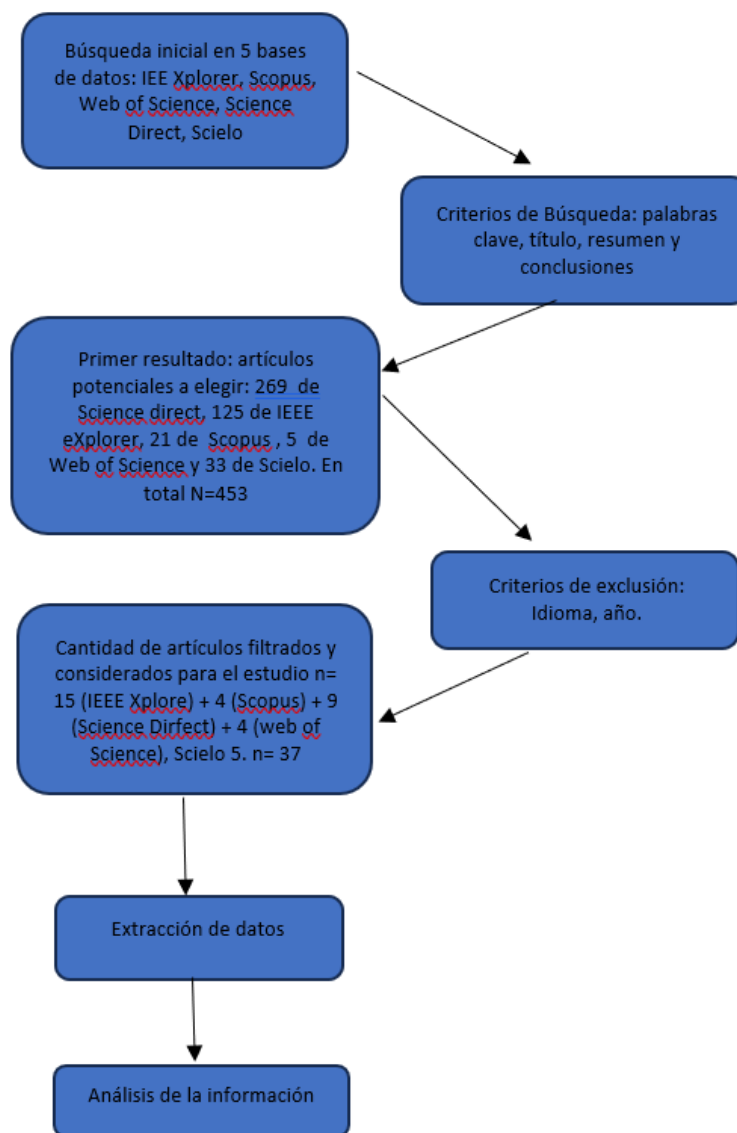 Búsqueda inicial en 5 bases
de datos: IEE Xplorer, Scopus,
Web of Science, Science
Direct, Scielo
Criterios de Búsqueda: palabras
clave, título, resumen y
conclusiones
Primer resultado: artículos
potenciales a elegir: 269 de
Science direct, 125 de IEEE
eXplorer, 21 de Scopus , 5 de
Web of Science y 33 de Scielo. En
total N=453
Criterios de exclusión:
Idioma, año.
Cantidad de artículos filtrados y
considerados para el estudio n=
15 (IEEE Xplore) + 4 (Scopus) + 9
(Science Dirfect) + 4 (web of
Science), Scielo 5. n= 37
Extracción de datos
Análisis de la información